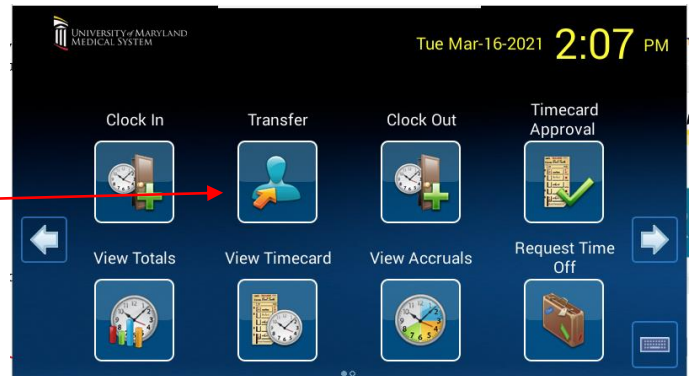 UNIVERSITY of MARYLAND
MEDICAL SYSTEM
Tue Mar-16-2021 2:07 PM
Clock In
Transfer
Clock Out
Timecard
Approval
View Totals
View Timecard
View Accruals
Request Time
Off